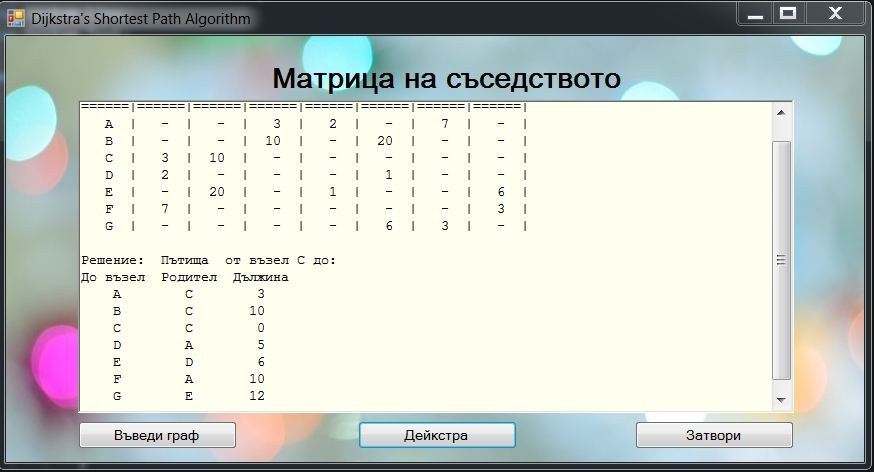 Dijkstra's Shortest Path Algorithm
Матрица на съседството
======|======|======|======|======|======|======|======|
A | - | - | 3 | 2 | - | 7 | - |
B | - | - | 10 | - | 20 | - | - |
C | 3 | 10 | - | - | - | - | - |
D | 2 | - | - | - | 1 | - | - |
E | - | 20 | - | 1 | - | - | 6 |
F | 7 | - | - | - | - | - | 3 |
G | - | - | - | - | 6 | 3 | - |
Решение: Пътища от възел C до:
До възел Родител Дължина
A C 3
B C 10
C C 0
D A 5
E D 6
F A 10
G E 12
Въведи граф
Дейкстра
Затвори